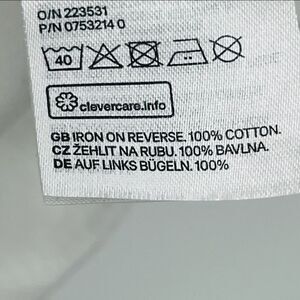 O/N 223531
P/N 0753214 0
40
clevercare.info
GB IRON ON REVERSE. 100% COTTON.
CZ ŽEHLIT NA RUBU. 100% BAVLNA.
DE AUF LINKS BÜGELN. 100%